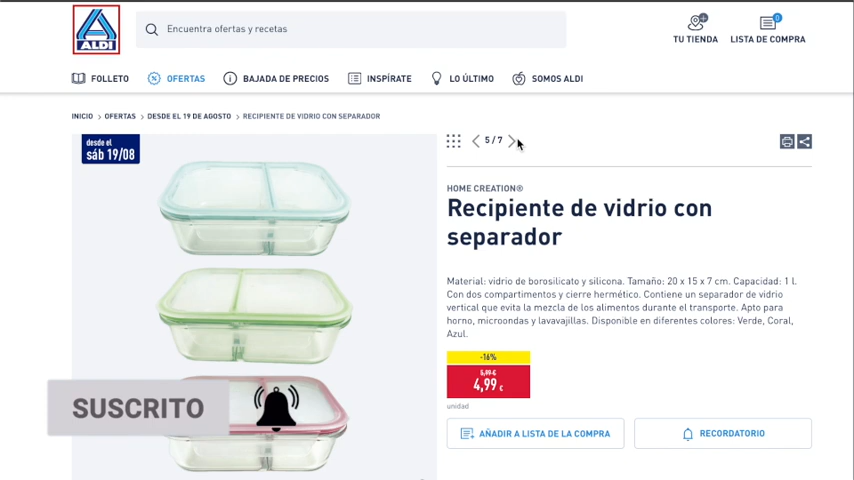 ALDI
Encuentra ofertas y recetas
TU TIENDA
0
LISTA DE COMPRA
FOLLETO
OFERTAS
BAJADA DE PRECIOS
INSPÍRATE
LO ÚLTIMO
SOMOS ALDI
INICIO > OFERTAS > DESDE EL 19 DE AGOSTO > RECIPIENTE DE VIDRIO CON SEPARADOR
desde el
sáb 19/08
5 / 7
HOME CREATION®
Recipiente de vidrio con
separador
Material: vidrio de borosilicato y silicona. Tamaño: 20 x 15 x 7 cm. Capacidad: 1 l.
Con dos compartimentos y cierre hermético. Contiene un separador de vidrio
vertical que evita la mezcla de los alimentos durante el transporte. Apto para
horno, microondas y lavavajillas. Disponible en diferentes colores: Verde, Coral,
Azul.
-16%
5,99 €
4,99 €
unidad
AÑADIR A LISTA DE LA COMPRA
RECORDATORIO
SUSCRITO